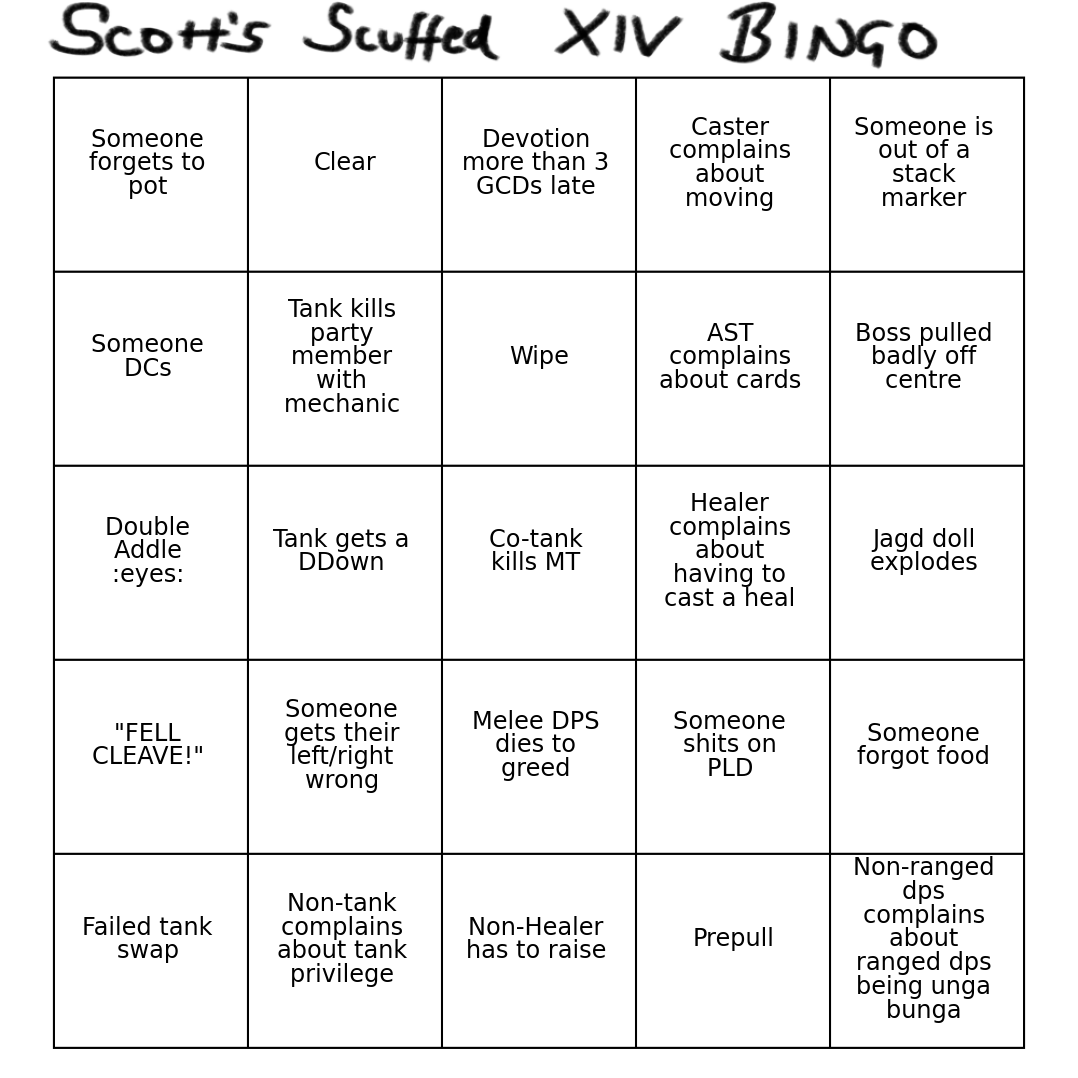 Scott's Scuffed XIV BINGO
Someone
forgets to
pot
Clear
Devotion
more than 3
GCDs late
Caster
complains
about
moving
Someone is
out of a
stack
marker
Someone
DCs
Tank kills
party
member
with
mechanic
Wipe
AST
complains
about cards
Boss pulled
badly off
centre
Double
Addle
:eyes:
Tank gets a
DDown
Co-tank
kills MT
Healer
complains
about
having to
cast a heal
Jagd doll
explodes
"FELL
CLEAVE!"
Someone
gets their
left/right
wrong
Melee DPS
dies to
greed
Someone
shits on
PLD
Someone
forgot food
Failed tank
swap
Non-tank
complains
about tank
privilege
Non-Healer
has to raise
Prepull
Non-ranged
dps
complains
about
ranged dps
being unga
bunga